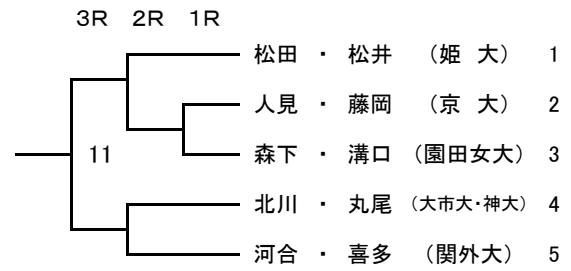 3R 2R 1R
松田 ・ 松井 (姫 大) 1
人見 ・ 藤岡 (京 大) 2
11
森下 ・ 溝口 (園田女大) 3
北川 ・ 丸尾 (大市大・神大) 4
河合 ・ 喜多 (関外大) 5